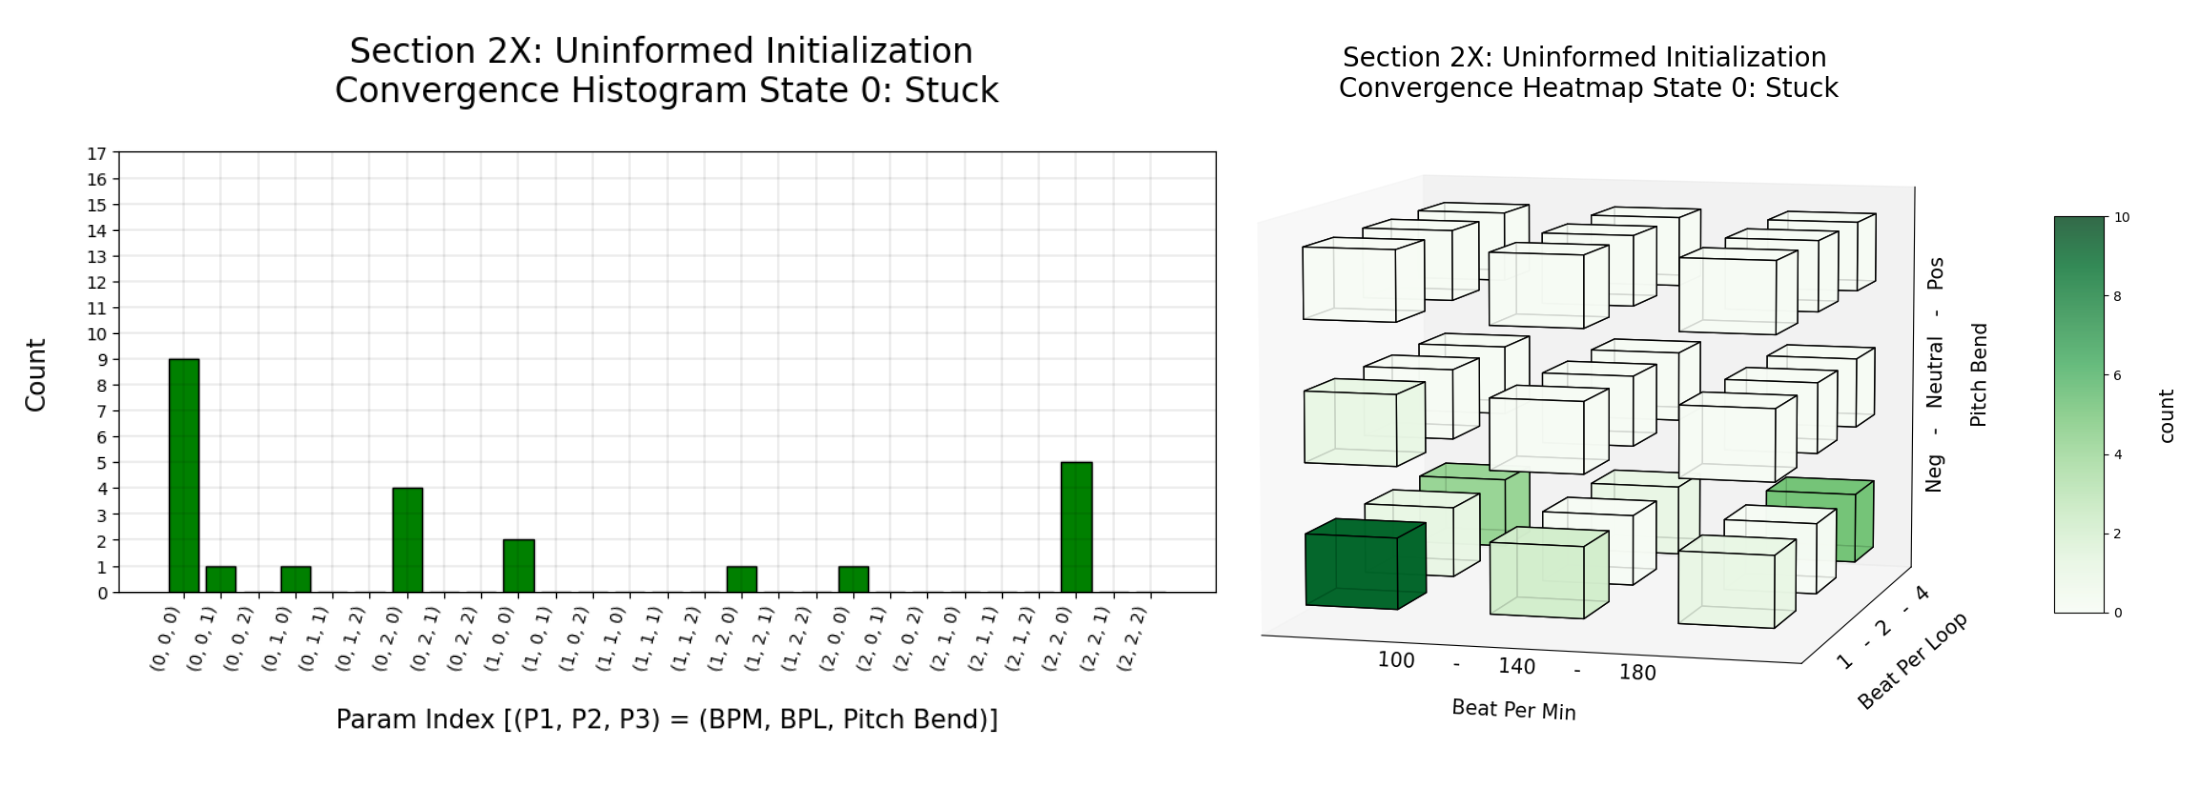 Section 2X: Uninformed Initialization
Convergence Histogram State 0: Stuck
17
16
15
14
13
12
11
10
9
8
7
6
5
4
3
2
1
0
Count
(0, 0, 0)
(0, 0, 1)
(0, 0, 2)
(0, 1, 0)
(0, 1, 1)
(0, 1, 2)
(0, 2, 0)
(0, 2, 1)
(0, 2, 2)
(1, 0, 0)
(1, 0, 1)
(1, 0, 2)
(1, 1, 0)
(1, 1, 1)
(1, 1, 2)
(1, 2, 0)
(1, 2, 1)
(1, 2, 2)
(2, 0, 0)
(2, 0, 1)
(2, 0, 2)
(2, 1, 0)
(2, 1, 1)
(2, 1, 2)
(2, 2, 0)
(2, 2, 1)
(2, 2, 2)
Param Index [(P1, P2, P3) = (BPM, BPL, Pitch Bend)]
Section 2X: Uninformed Initialization
Convergence Heatmap State 0: Stuck
Neg - Neutral - Pos
Pitch Bend
1 - 2 - 4
Beat Per Loop
100 - 140 - 180
Beat Per Min
10
8
6
4
2
0
count